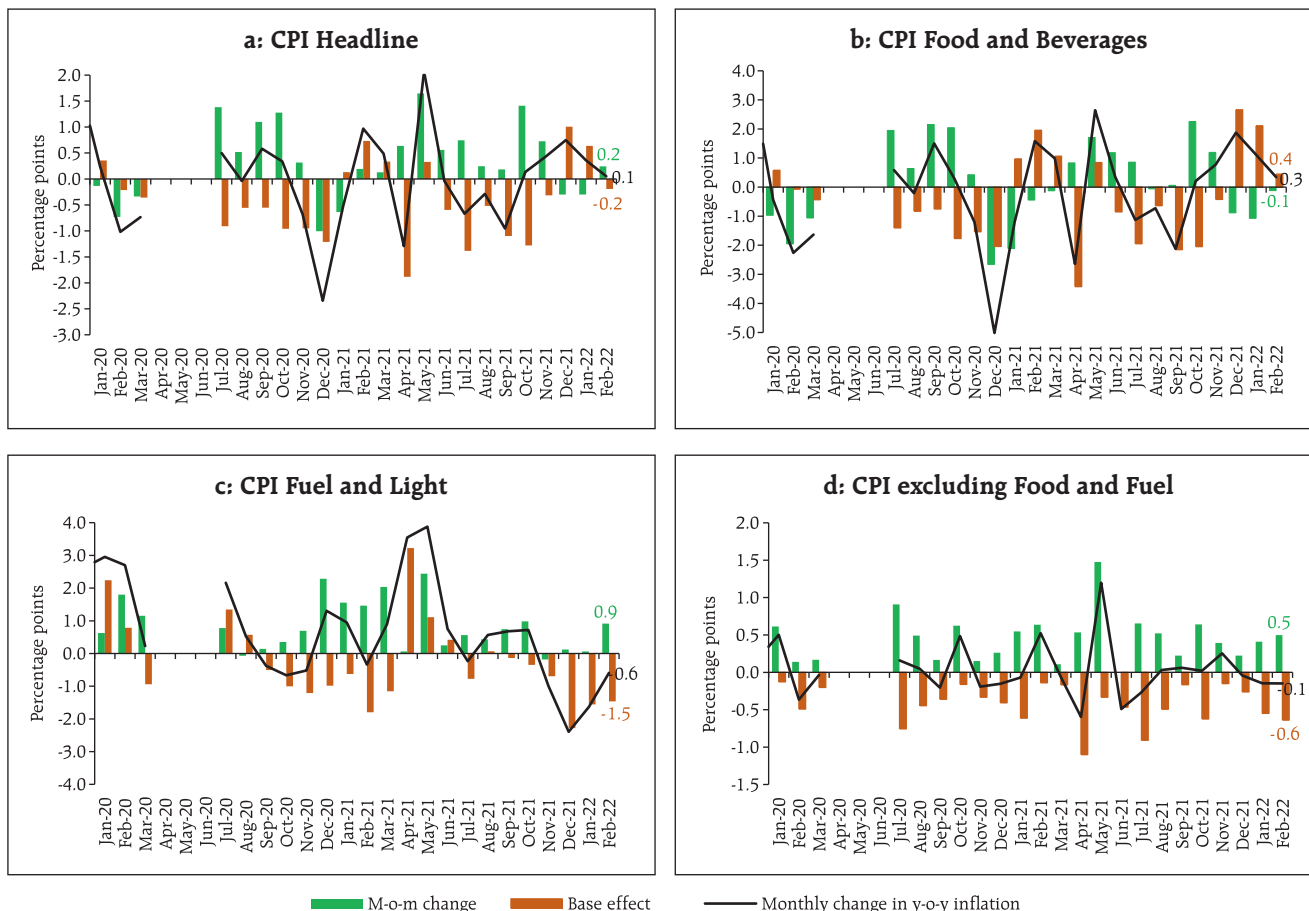 a: CPI Headline
Percentage points
2.0
1.5
1.0
0.5
0.0
-0.5
-1.0
-1.5
-2.0
-2.5
-3.0
0.2
0.1
-0.2
Jan-20
Feb-20
Mar-20
Apr-20
May-20
Jun-20
Jul-20
Aug-20
Sep-20
Oct-20
Nov-20
Dec-20
Jan-21
Feb-21
Mar-21
Apr-21
May-21
Jun-21
Jul-21
Aug-21
Sep-21
Oct-21
Nov-21
Dec-21
Jan-22
Feb-22
b: CPI Food and Beverages
Percentage points
4.0
3.0
2.0
1.0
0.0
-1.0
-2.0
-3.0
-4.0
-5.0
0.4
0.3
-0.1
Jan-20
Feb-20
Mar-20
Apr-20
May-20
Jun-20
Jul-20
Aug-20
Sep-20
Oct-20
Nov-20
Dec-20
Jan-21
Feb-21
Mar-21
Apr-21
May-21
Jun-21
Jul-21
Aug-21
Sep-21
Oct-21
Nov-21
Dec-21
Jan-22
Feb-22
c: CPI Fuel and Light
Percentage points
4.0
3.0
2.0
1.0
0.0
-1.0
-2.0
-3.0
-4.0
0.9
-0.6
-1.5
Jan-20
Feb-20
Mar-20
Apr-20
May-20
Jun-20
Jul-20
Aug-20
Sep-20
Oct-20
Nov-20
Dec-20
Jan-21
Feb-21
Mar-21
Apr-21
May-21
Jun-21
Jul-21
Aug-21
Sep-21
Oct-21
Nov-21
Dec-21
Jan-22
Feb-22
d: CPI excluding Food and Fuel
Percentage points
2.0
1.5
1.0
0.5
0.0
-0.5
-1.0
-1.5
0.5
-0.1
-0.6
Jan-20
Feb-20
Mar-20
Apr-20
May-20
Jun-20
Jul-20
Aug-20
Sep-20
Oct-20
Nov-20
Dec-20
Jan-21
Feb-21
Mar-21
Apr-21
May-21
Jun-21
Jul-21
Aug-21
Sep-21
Oct-21
Nov-21
Dec-21
Jan-22
Feb-22
M-o-m change
Base effect
Monthly change in y-o-y inflation